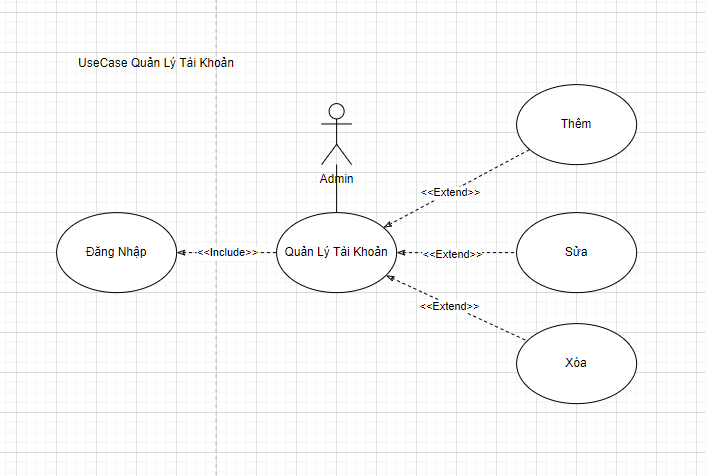 UseCase Quản Lý Tài Khoản
Thêm
Admin
<<Extend>>
Đăng Nhập
<<Include>>
Quản Lý Tài Khoản
<<Extend>>
Sửa
<<Extend>>
Xóa